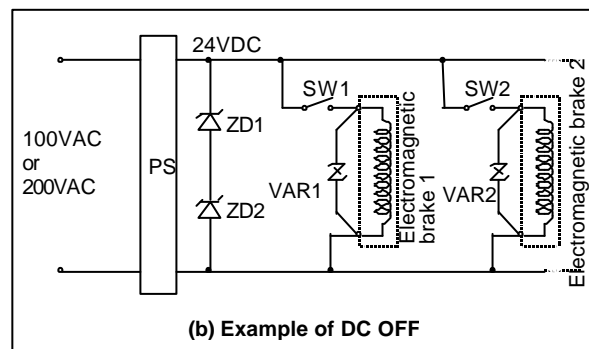 24VDC
SW1
SW2
100VAC
or
200VAC
PS
ZD1
ZD2
VAR1
Electromagnetic
brake 1
VAR2
Electromagnetic brake 2
(b) Example of DC OFF